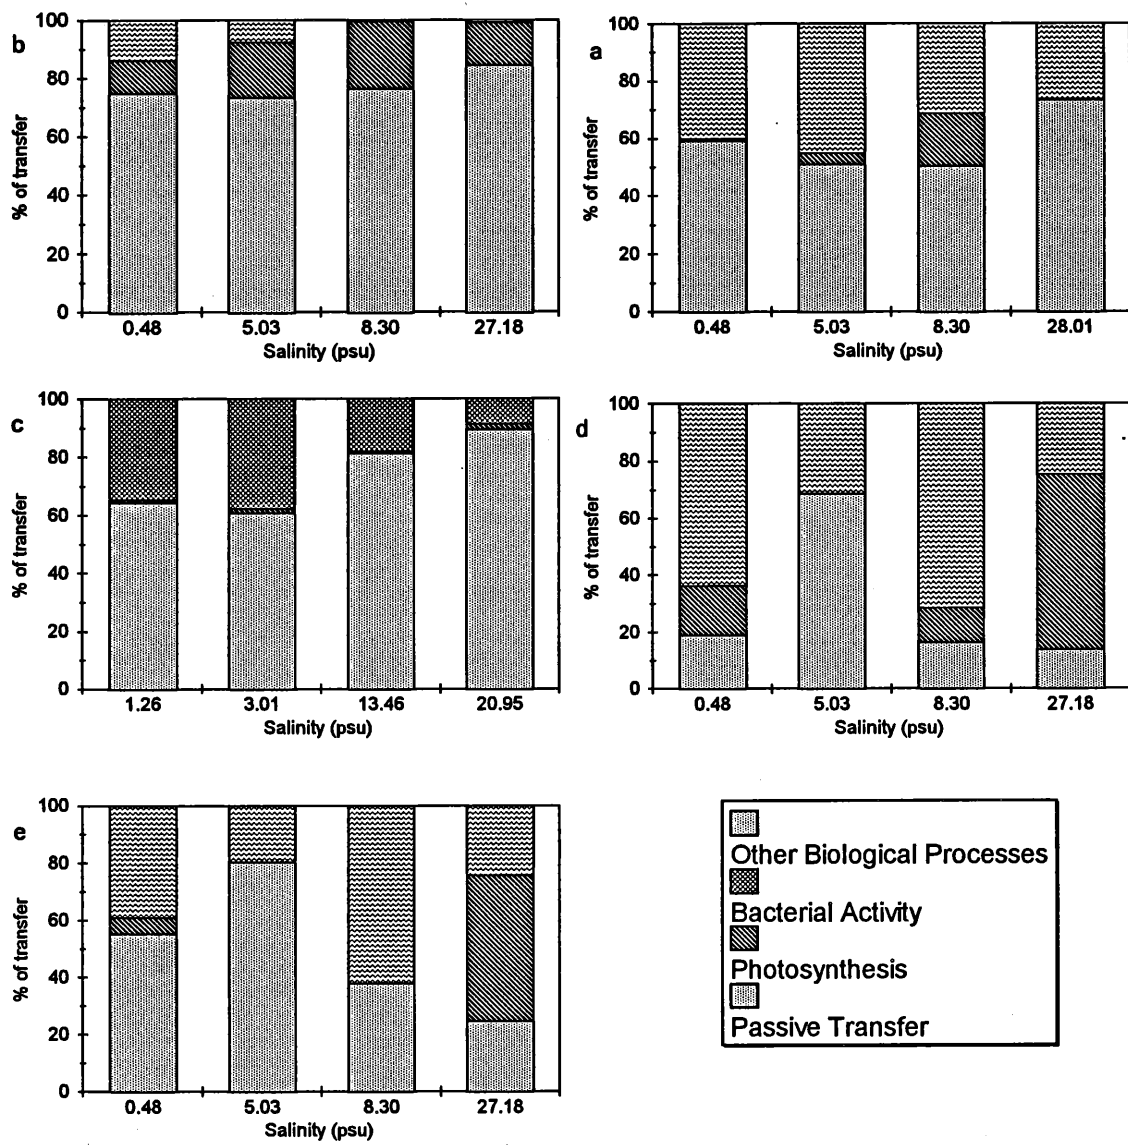 b
100
80
60
40
20
0
% of transfer
0.48 5.03 8.30 27.18
Salinity (psu)
a
100
80
60
40
20
0
% of transfer
0.48 5.03 8.30 28.01
Salinity (psu)
c
100
80
60
40
20
0
% of transfer
1.26 3.01 13.46 20.95
Salinity (psu)
d
100
80
60
40
20
0
% of transfer
0.48 5.03 8.30 27.18
Salinity (psu)
e
100
80
60
40
20
0
% of transfer
0.48 5.03 8.30 27.18
Salinity (psu)
Other Biological Processes
Bacterial Activity
Photosynthesis
Passive Transfer